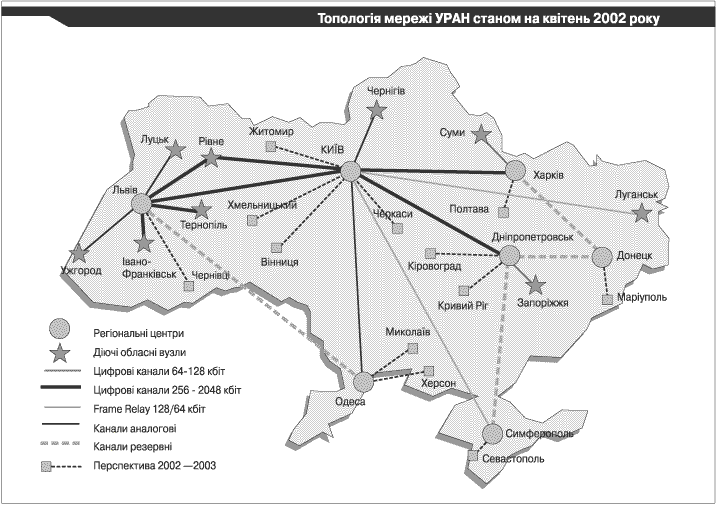 Топологія мережі УРАН станом на квітень 2002 року
Чернігів
Луцьк
Рівне
Житомир
КИЇВ
Суми
Харків
Львів
Тернопіль
Хмельницький
Черкаси
Полтава
Луганськ
Дніпропетровськ
Донецк
Ужгород
Івано-
Франківськ
Чернівці
Вінниця
Кіровоград
Кривий Ріг
Запоріжжя
Маріуполь
Миколаїв
Херсон
Одеса
Симферополь
Севастополь
Регіональні центри
Діючі обласні вузли
Цифрові канали 64-128 кбіт
Цифрові канали 256 - 2048 кбіт
Frame Relay 128/64 кбіт
Канали аналогові
Канали резервні
Перспектива 2002 —2003